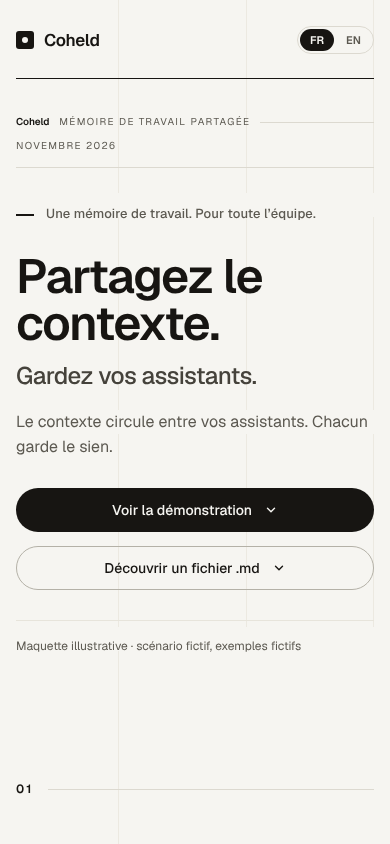 Coheld
FR EN
Coheld MÉMOIRE DE TRAVAIL PARTAGÉE
NOVEMBRE 2026
Une mémoire de travail. Pour toute l'équipe.
Partagez le
contexte.
Gardez vos assistants.
Le contexte circule entre vos assistants. Chacun
garde le sien.
Voir la démonstration
Découvrir un fichier .md
Maquette illustrative · scénario fictif, exemples fictifs
01